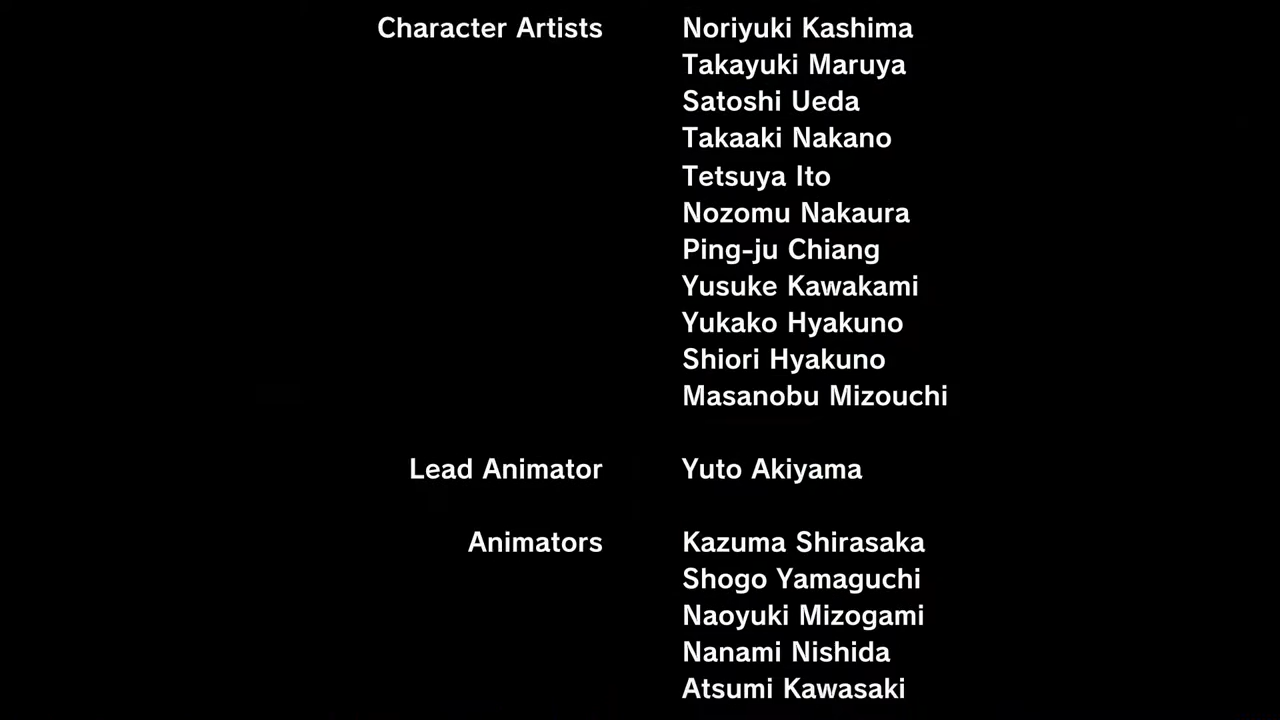 Character Artists Noriyuki Kashima
Takayuki Maruya
Satoshi Ueda
Takaaki Nakano
Tetsuya Ito
Nozomu Nakaura
Ping-ju Chiang
Yusuke Kawakami
Yukako Hyakuno
Shiori Hyakuno
Masanobu Mizouchi
Lead Animator Yuto Akiyama
Animators Kazuma Shirasaka
Shogo Yamaguchi
Naoyuki Mizogami
Nanami Nishida
Atsumi Kawasaki